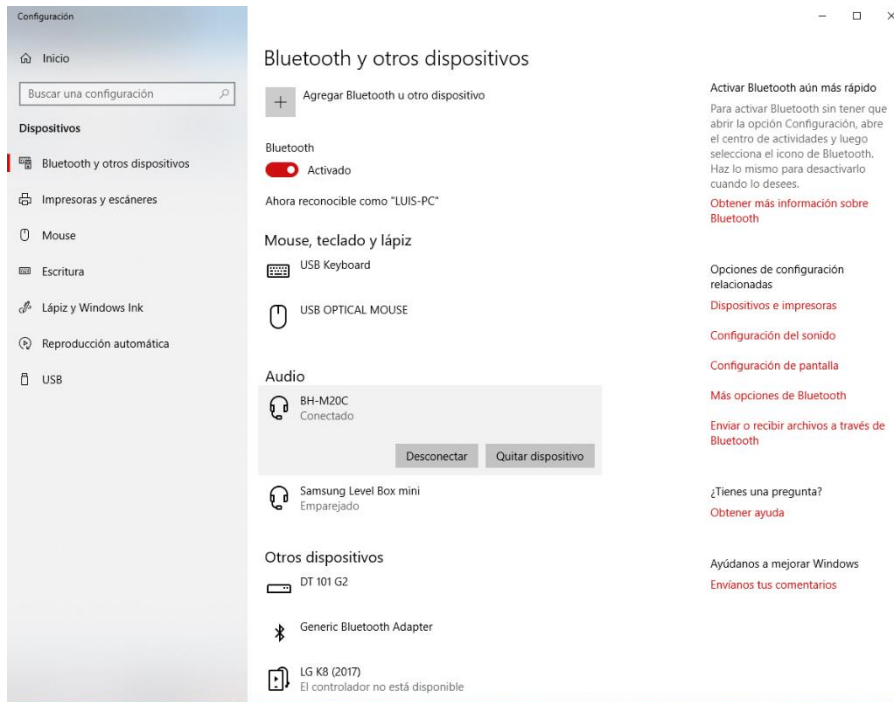 Configuración
Inicio
Buscar una configuración
Dispositivos
Bluetooth y otros dispositivos
Impresoras y escáneres
Mouse
Escritura
Lápiz y Windows Ink
Reproducción automática
USB
Bluetooth y otros dispositivos
Agregar Bluetooth u otro dispositivo
Bluetooth
Activado
Ahora reconocible como "LUIS-PC"
Mouse, teclado y lápiz
USB Keyboard
USB OPTICAL MOUSE
Audio
BH-M20C
Conectado
Desconectar
Quitar dispositivo
Samsung Level Box mini
Emparejado
Otros dispositivos
DT 101 G2
Generic Bluetooth Adapter
LG K8 (2017)
El controlador no está disponible
Activar Bluetooth aún más rápido
Para activar Bluetooth sin tener que
abrir la opción Configuración, abre
el centro de actividades y luego
selecciona el icono de Bluetooth.
Haz lo mismo para desactivarlo
cuando lo desees.
Obtener más información sobre
Bluetooth
Opciones de configuración
relacionadas
Dispositivos e impresoras
Configuración del sonido
Configuración de pantalla
Más opciones de Bluetooth
Enviar o recibir archivos a través de
Bluetooth
¿Tienes una pregunta?
Obtener ayuda
Ayúdanos a mejorar Windows
Envíanos tus comentarios